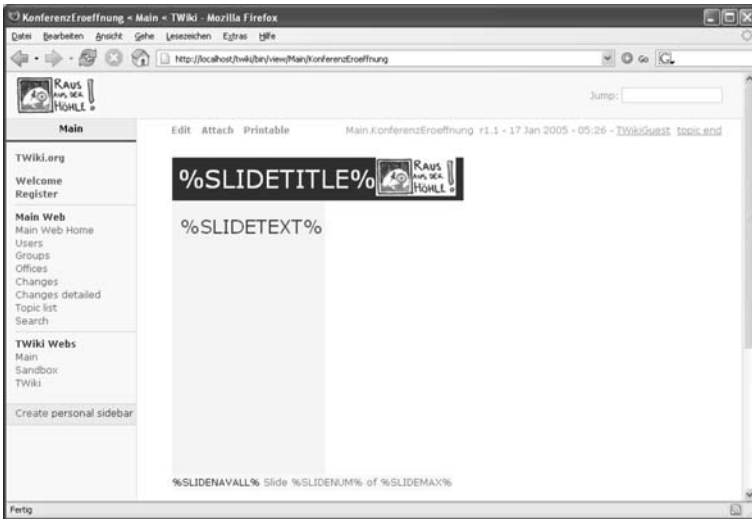 KonferenzEroeffnung < Main < TWiki - Mozilla Firefox
Datei Bearbeiten Ansicht Gehe Lesezeichen Extras Hilfe
http://localhost/twiki/bin/view/Main/KonferenzEroeffnung Go
RAUS
AUS DER
HÖHLE !
Jump:
Main
Edit Attach Printable Main.KonferenzEroeffnung r1.1 - 17 Jan 2005 - 05:26 - TWikiGuest topic end
TWiki.org
Welcome
Register
Main Web
Main Web Home
Users
Groups
Offices
Changes
Changes detailed
Topic list
Search
TWiki Webs
Main
Sandbox
TWiki
Create personal sidebar
%SLIDETITLE% RAUS
AUS DER
HÖHLE !
%SLIDETEXT%
%SLIDENAVALL% Slide %SLIDENUM% of %SLIDEMAX%
Fertig